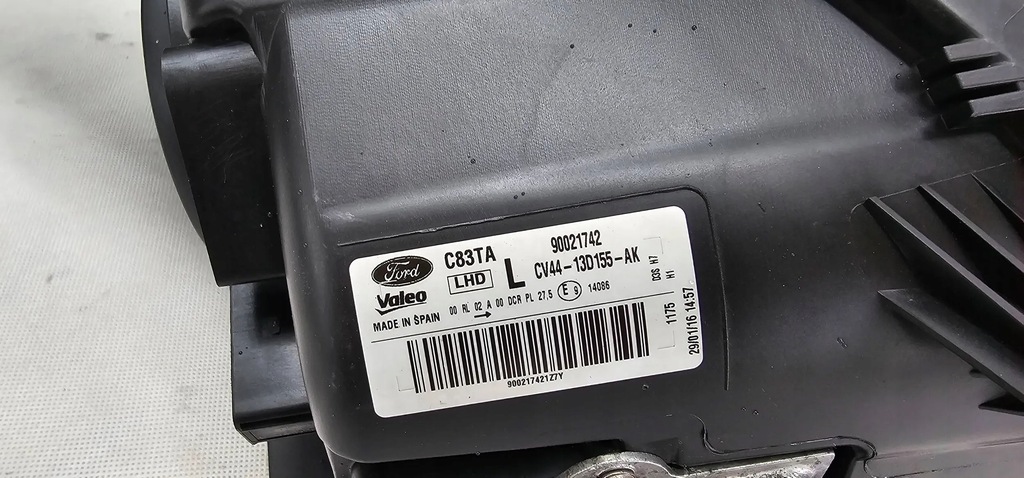 Ford C83TA 90021742
LHD L CV44-13D155-AK
Valeo 00 RL 02 A 00 DCR PL 27,5 E 9 14086
MADE IN SPAIN
900217421Z7Y
D3S H7
H1
1175
29/01/16 14:57